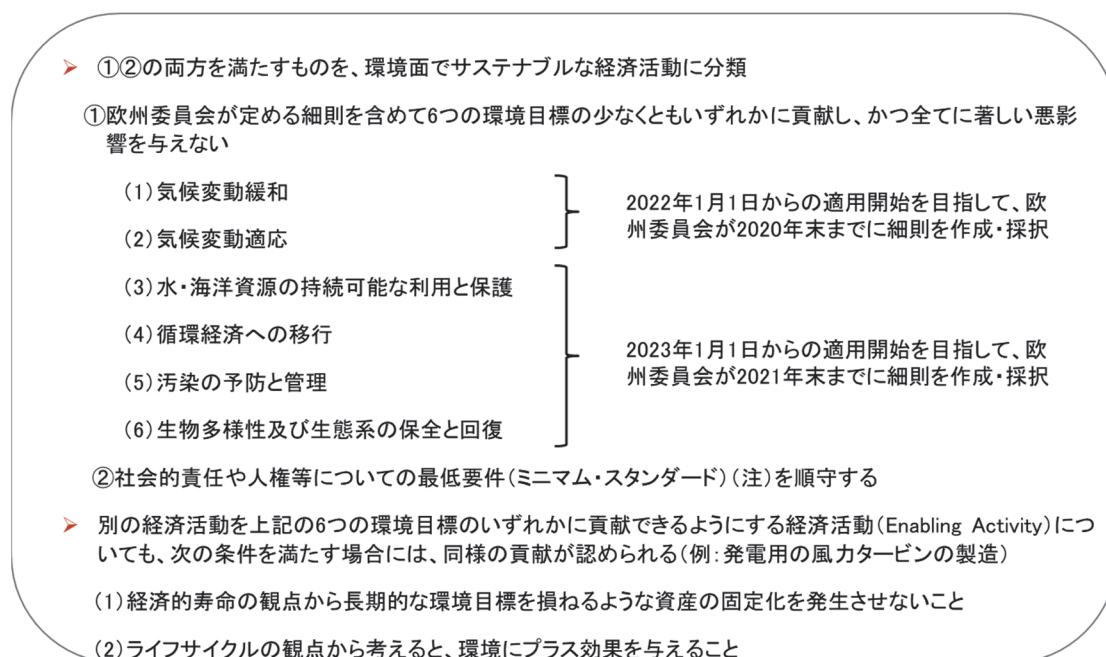 ➢ ①②の両方を満たすものを、環境面でサステナブルな経済活動に分類
①欧州委員会が定める細則を含めて6つの環境目標の少なくともいずれかに貢献し、かつ全てに著しい悪影
響を与えない
(1)気候変動緩和
(2)気候変動適応
2022年1月1日からの適用開始を目指して、欧
州委員会が2020年末までに細則を作成・採択
(3)水・海洋資源の持続可能な利用と保護
(4)循環経済への移行
(5)汚染の予防と管理
(6)生物多様性及び生態系の保全と回復
2023年1月1日からの適用開始を目指して、欧
州委員会が2021年末までに細則を作成・採択
②社会的責任や人権等についての最低要件(ミニマム・スタンダード)(注)を順守する
➢ 別の経済活動を上記の6つの環境目標のいずれかに貢献できるようにする経済活動(Enabling Activity)につ
いても、次の条件を満たす場合には、同様の貢献が認められる(例:発電用の風力タービンの製造)
(1)経済的寿命の観点から長期的な環境目標を損ねるような資産の固定化を発生させないこと
(2)ライフサイクルの観点から考えると、環境にプラス効果を与えること